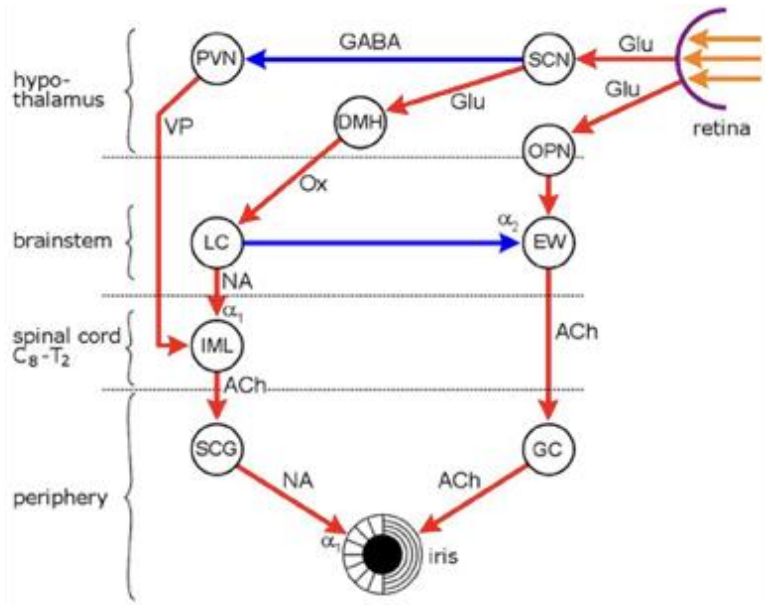 PVN
GABA
SCN
Glu
Glu
hypo-
thalamus
VP
DMH
Glu
retina
OPN
Ox
brainstem
LC
α₂
EW
NA
α₁
spinal cord
C₈-T₂
IML
ACh
ACh
SCG
GC
periphery
NA
ACh
α₁
iris